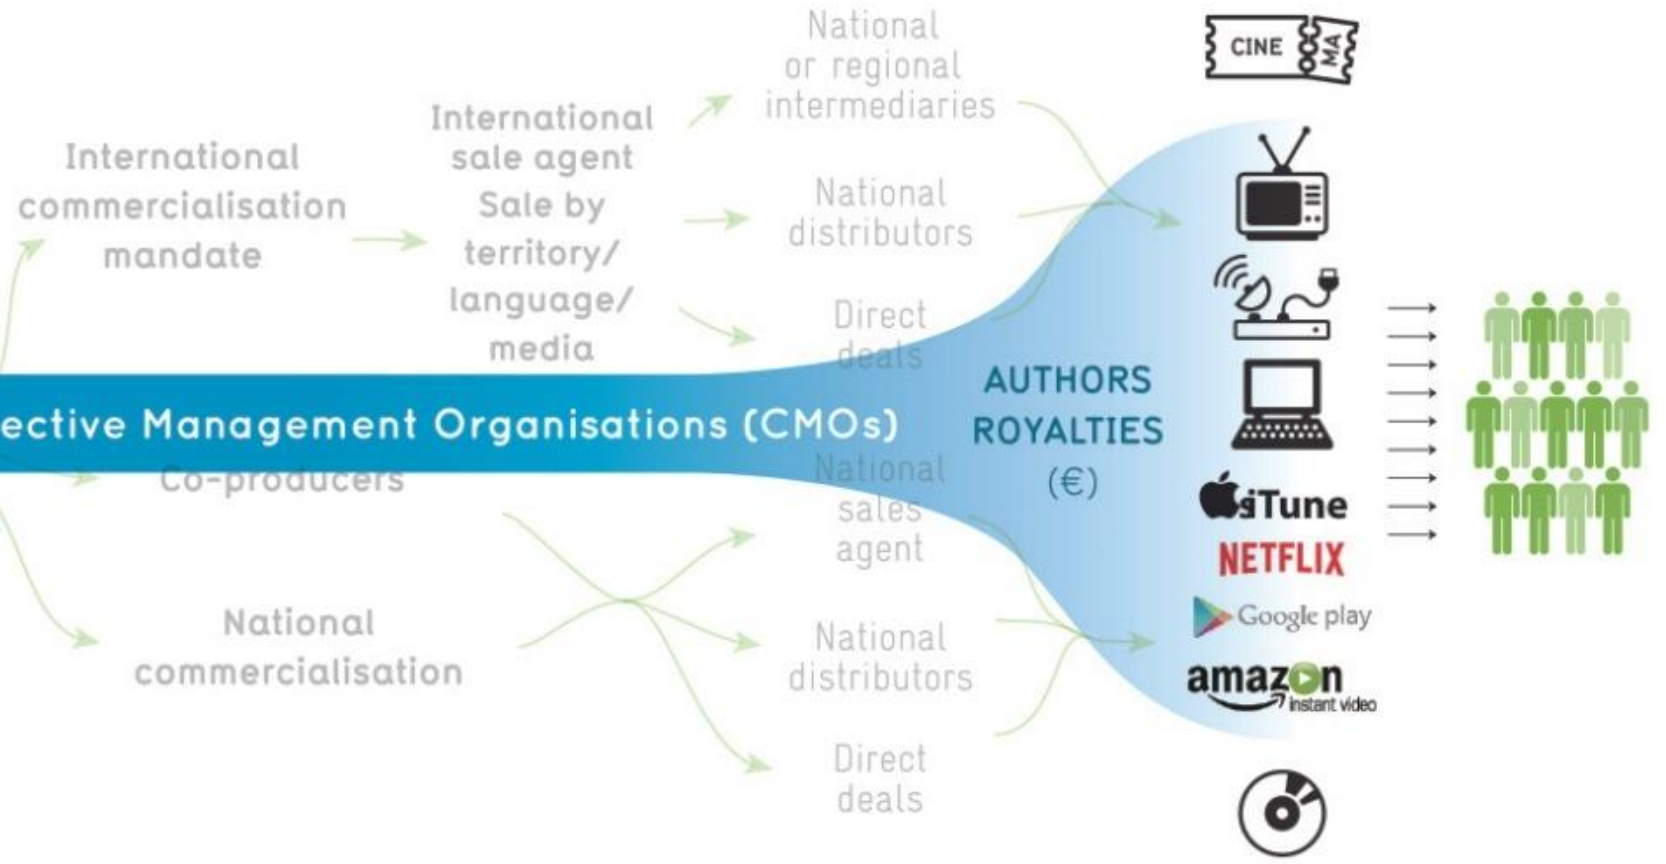 International
commercialisation
mandate
International
sale agent
Sale by
territory/
language/
media
National
or regional
intermediaries
National
distributors
Direct
deals
ective Management Organisations (CMOs)
AUTHORS
ROYALTIES
(€)
Co-producers
National
commercialisation
National
sales
agent
National
distributors
Direct
deals
CINE
MA
iTune
NETFLIX
Google play
amazon
instant video